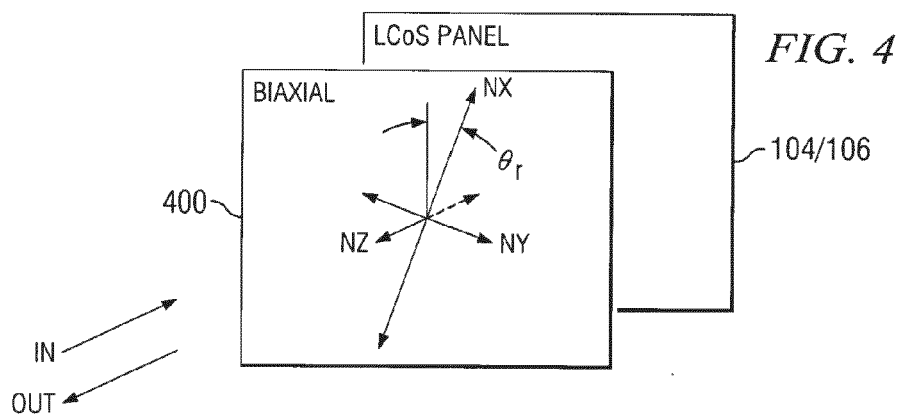 LCoS PANEL
FIG. 4
BIAXIAL
NX
θr
104/106
400
NZ
NY
IN
OUT